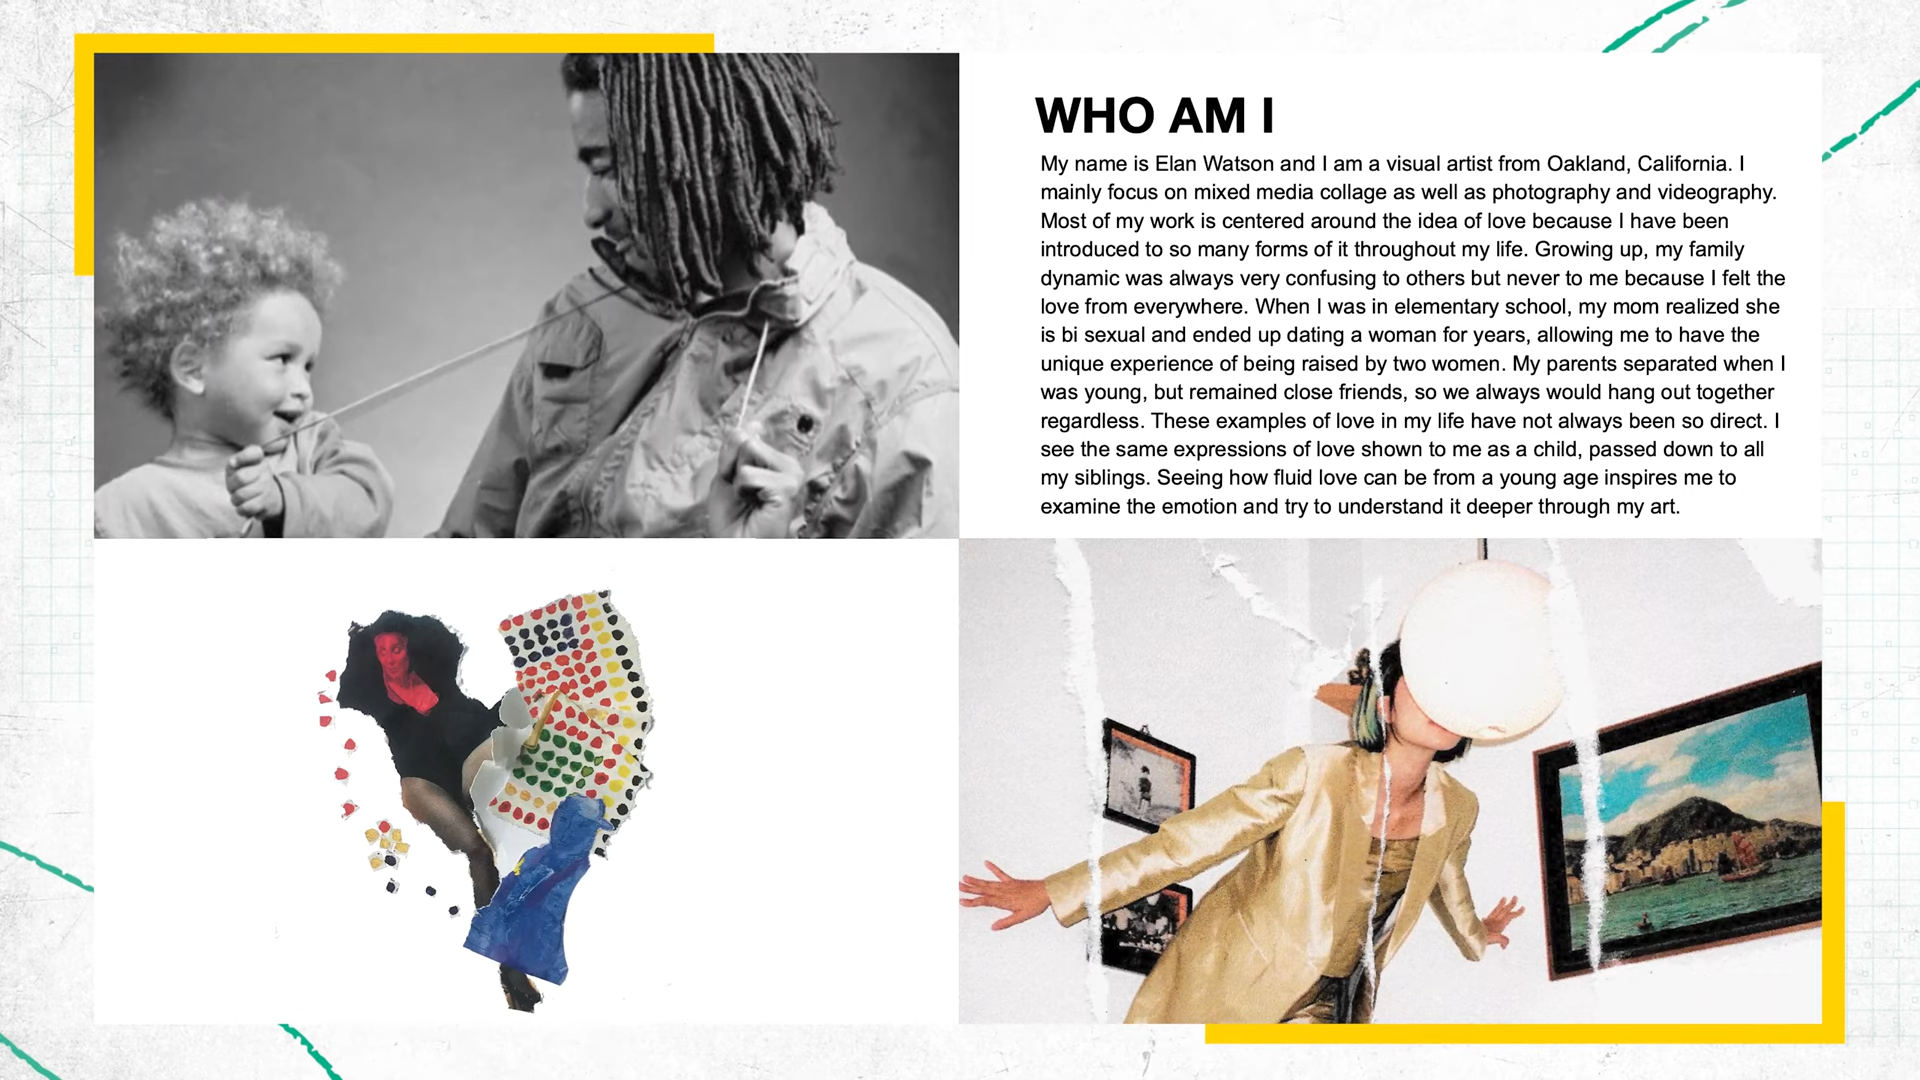 WHO AM I
My name is Elan Watson and I am a visual artist from Oakland, California. I
mainly focus on mixed media collage as well as photography and videography.
Most of my work is centered around the idea of love because I have been
introduced to so many forms of it throughout my life. Growing up, my family
dynamic was always very confusing to others but never to me because I felt the
love from everywhere. When I was in elementary school, my mom realized she
is bi sexual and ended up dating a woman for years, allowing me to have the
unique experience of being raised by two women. My parents separated when I
was young, but remained close friends, so we always would hang out together
regardless. These examples of love in my life have not always been so direct. I
see the same expressions of love shown to me as a child, passed down to all
my siblings. Seeing how fluid love can be from a young age inspires me to
examine the emotion and try to understand it deeper through my art.